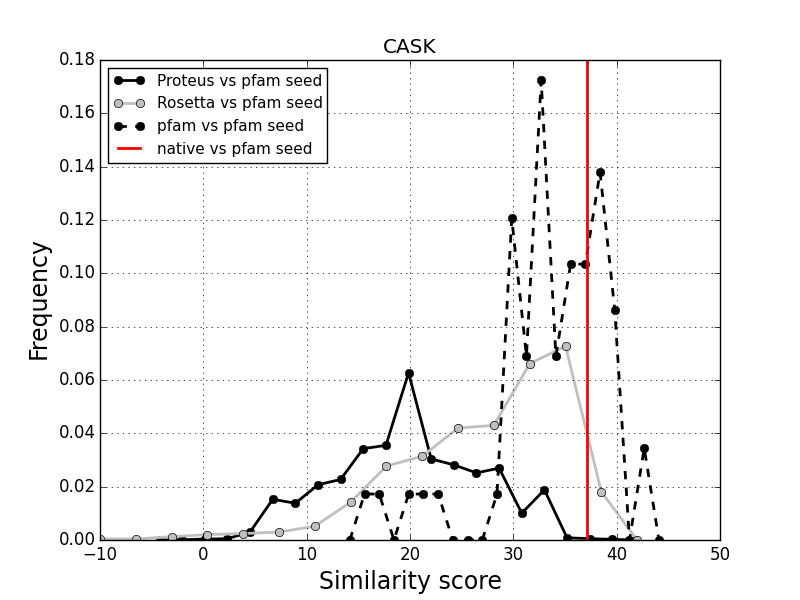 CASK
0.18
0.16
0.14
0.12
0.10
0.08
0.06
0.04
0.02
0.00
Frequency
Proteus vs pfam seed
Rosetta vs pfam seed
pfam vs pfam seed
native vs pfam seed
−10 0 10 20 30 40 50
Similarity score